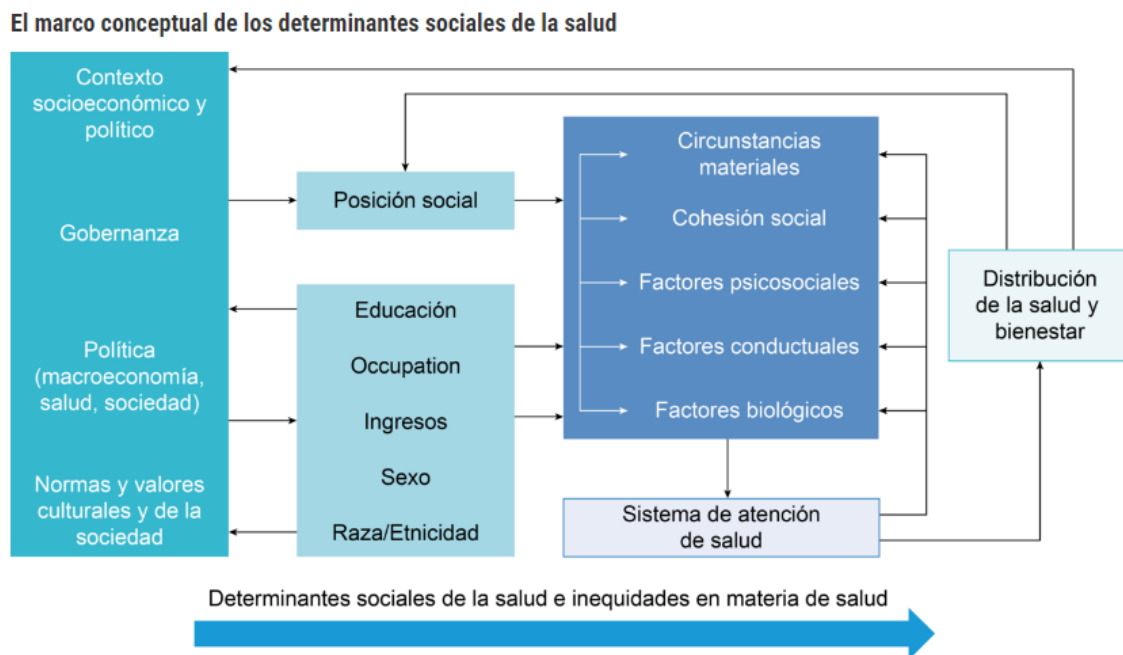 El marco conceptual de los determinantes sociales de la salud
Contexto
socioeconómico y
político
Gobernanza
Política
(macroeconomía,
salud, sociedad)
Normas y valores
culturales y de la
sociedad
Posición social
Educación
Occupation
Ingresos
Sexo
Raza/Etnicidad
Circunstancias
materiales
Cohesión social
Factores psicosociales
Factores conductuales
Factores biológicos
Sistema de atención
de salud
Distribución
de la salud y
bienestar
Determinantes sociales de la salud e inequidades en materia de salud